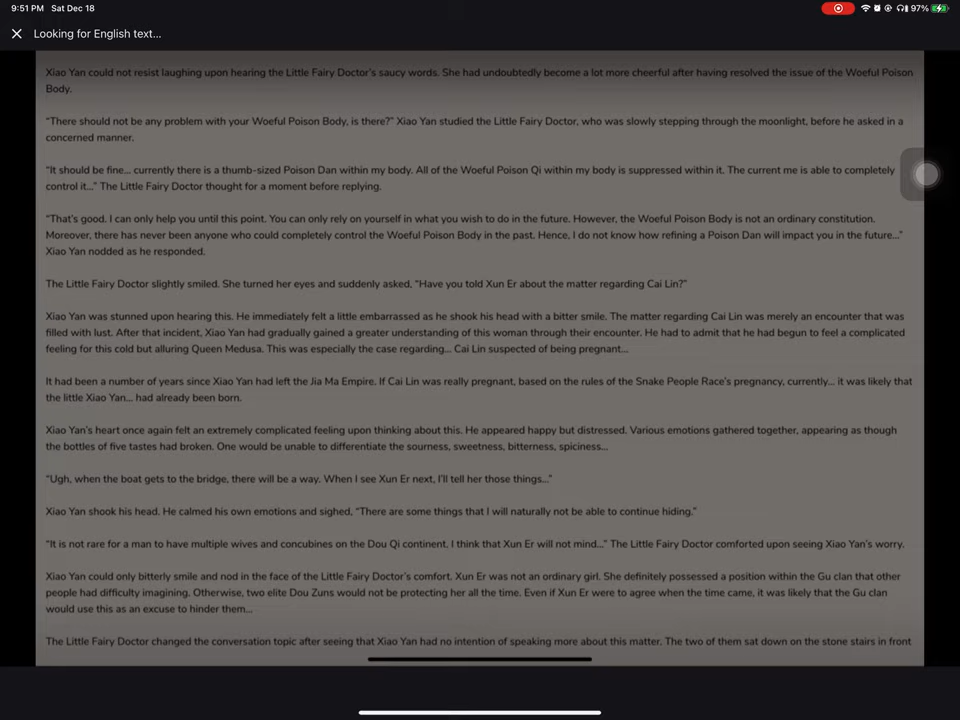 9:51 PM Sat Dec 18
97%
Looking for English text...
Xiao Yan could not resist laughing upon hearing the Little Fairy Doctor's saucy words. She had undoubtedly become a lot more cheerful after having resolved the issue of the Woeful Poison
Body.
“There should not be any problem with your Woeful Poison Body, is there?” Xiao Yan studied the Little Fairy Doctor, who was slowly stepping through the moonlight, before he asked in a
concerned manner.
“It should be fine... currently there is a thumb-sized Poison Dan within my body. All of the Woeful Poison Qi within my body is suppressed within it. The current me is able to completely
control it...” The Little Fairy Doctor thought for a moment before replying.
“That's good. I can only help you until this point. You can only rely on yourself in what you wish to do in the future. However, the Woeful Poison Body is not an ordinary constitution.
Moreover, there has never been anyone who could completely control the Woeful Poison Body in the past. Hence, I do not know how refining a Poison Dan will impact you in the future...”
Xiao Yan nodded as he responded.
The Little Fairy Doctor slightly smiled. She turned her eyes and suddenly asked, “Have you told Xun Er about the matter regarding Cai Lin?”
Xiao Yan was stunned upon hearing this. He immediately felt a little embarrassed as he shook his head with a bitter smile. The matter regarding Cai Lin was merely an encounter that was
filled with lust. After that incident, Xiao Yan had gradually gained a greater understanding of this woman through their encounter. He had to admit that he had begun to feel a complicated
feeling for this cold but alluring Queen Medusa. This was especially the case regarding... Cai Lin suspected of being pregnant...
It had been a number of years since Xiao Yan had left the Jia Ma Empire. If Cai Lin was really pregnant, based on the rules of the Snake People Race's pregnancy, currently... it was likely that
the little Xiao Yan... had already been born.
Xiao Yan's heart once again felt an extremely complicated feeling upon thinking about this. He appeared happy but distressed. Various emotions gathered together, appearing as though
the bottles of five tastes had broken. One would be unable to differentiate the sourness, sweetness, bitterness, spiciness...
“Ugh, when the boat gets to the bridge, there will be a way. When I see Xun Er next, I'll tell her those things...”
Xiao Yan shook his head. He calmed his own emotions and sighed, “There are some things that I will naturally not be able to continue hiding.”
“It is not rare for a man to have multiple wives and concubines on the Dou Qi continent. I think that Xun Er will not mind...” The Little Fairy Doctor comforted upon seeing Xiao Yan's worry.
Xiao Yan could only bitterly smile and nod in the face of the Little Fairy Doctor's comfort. Xun Er was not an ordinary girl. She definitely possessed a position within the Gu clan that other
people had difficulty imagining. Otherwise, two elite Dou Zuns would not be protecting her all the time. Even if Xun Er were to agree when the time came, it was likely that the Gu clan
would use this as an excuse to hinder them...
The Little Fairy Doctor changed the conversation topic after seeing that Xiao Yan had no intention of speaking more about this matter. The two of them sat down on the stone stairs in front